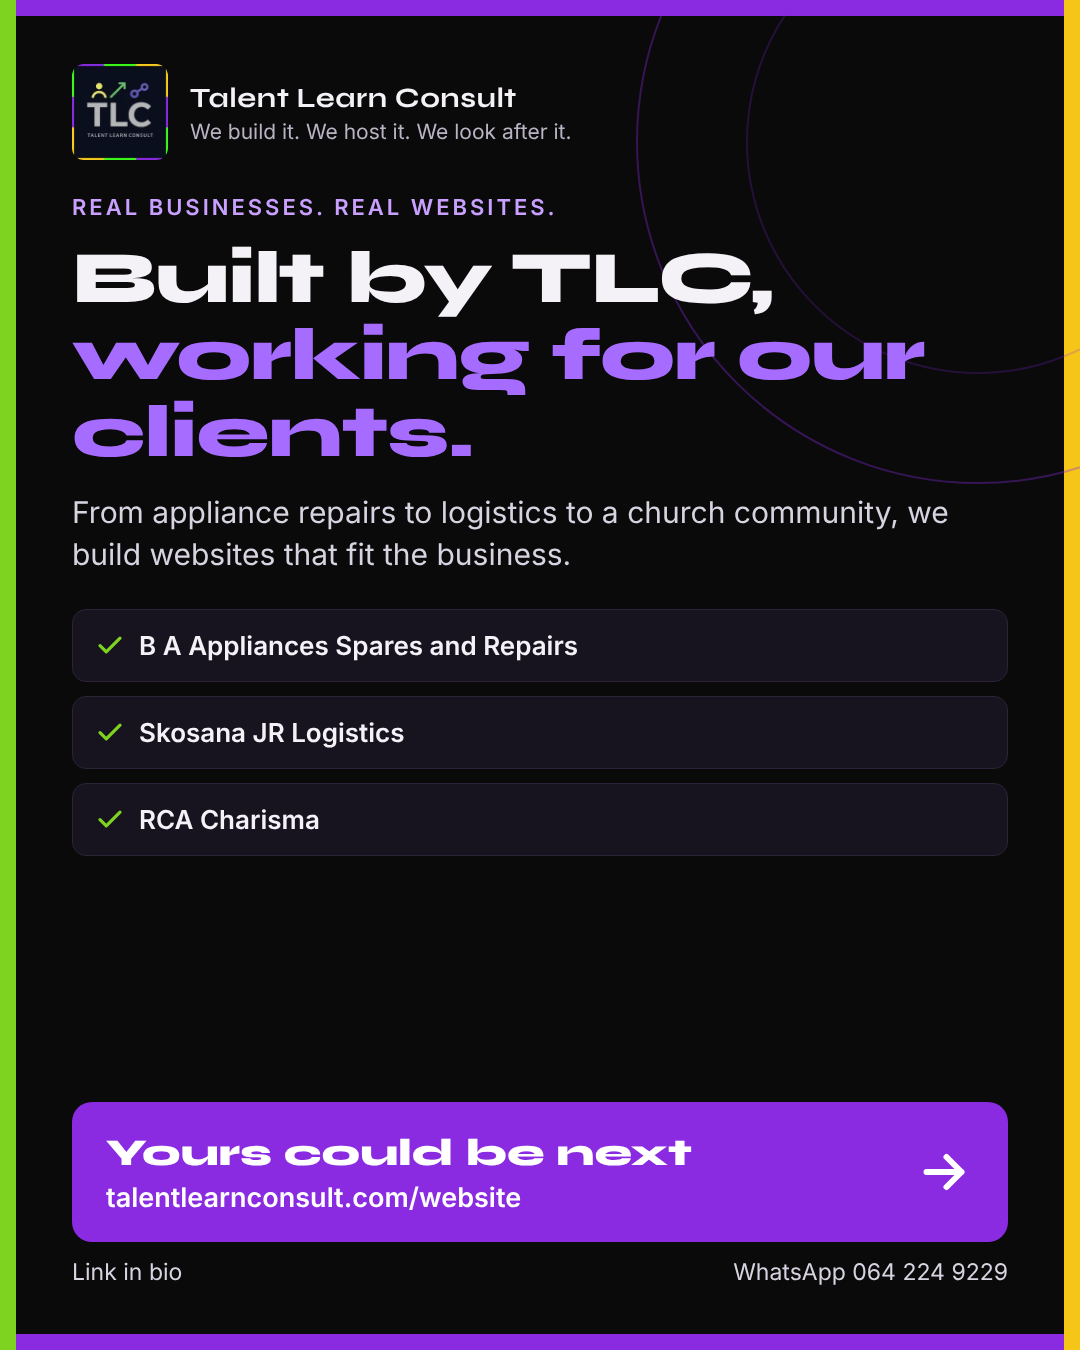 TLC
TALENT LEARN CONSULT
Talent Learn Consult
We build it. We host it. We look after it.
REAL BUSINESSES. REAL WEBSITES.
Built by TLC,
working for our
clients.
From appliance repairs to logistics to a church community, we
build websites that fit the business.
B A Appliances Spares and Repairs
Skosana JR Logistics
RCA Charisma
Yours could be next
talentlearnconsult.com/website
Link in bio
WhatsApp 064 224 9229